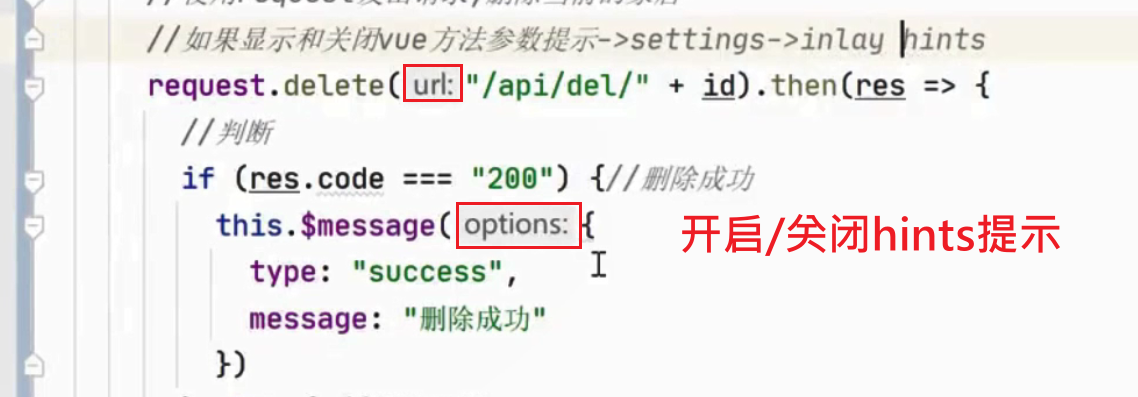 //如果显示和关闭vue方法参数提示->settings->inlay hints
request.delete( url: "/api/del/" + id).then(res => {
//判断
if (res.code === "200") {//删除成功
this.$message( options: {
开启/关闭hints提示
type: "success",
message: "删除成功"
})